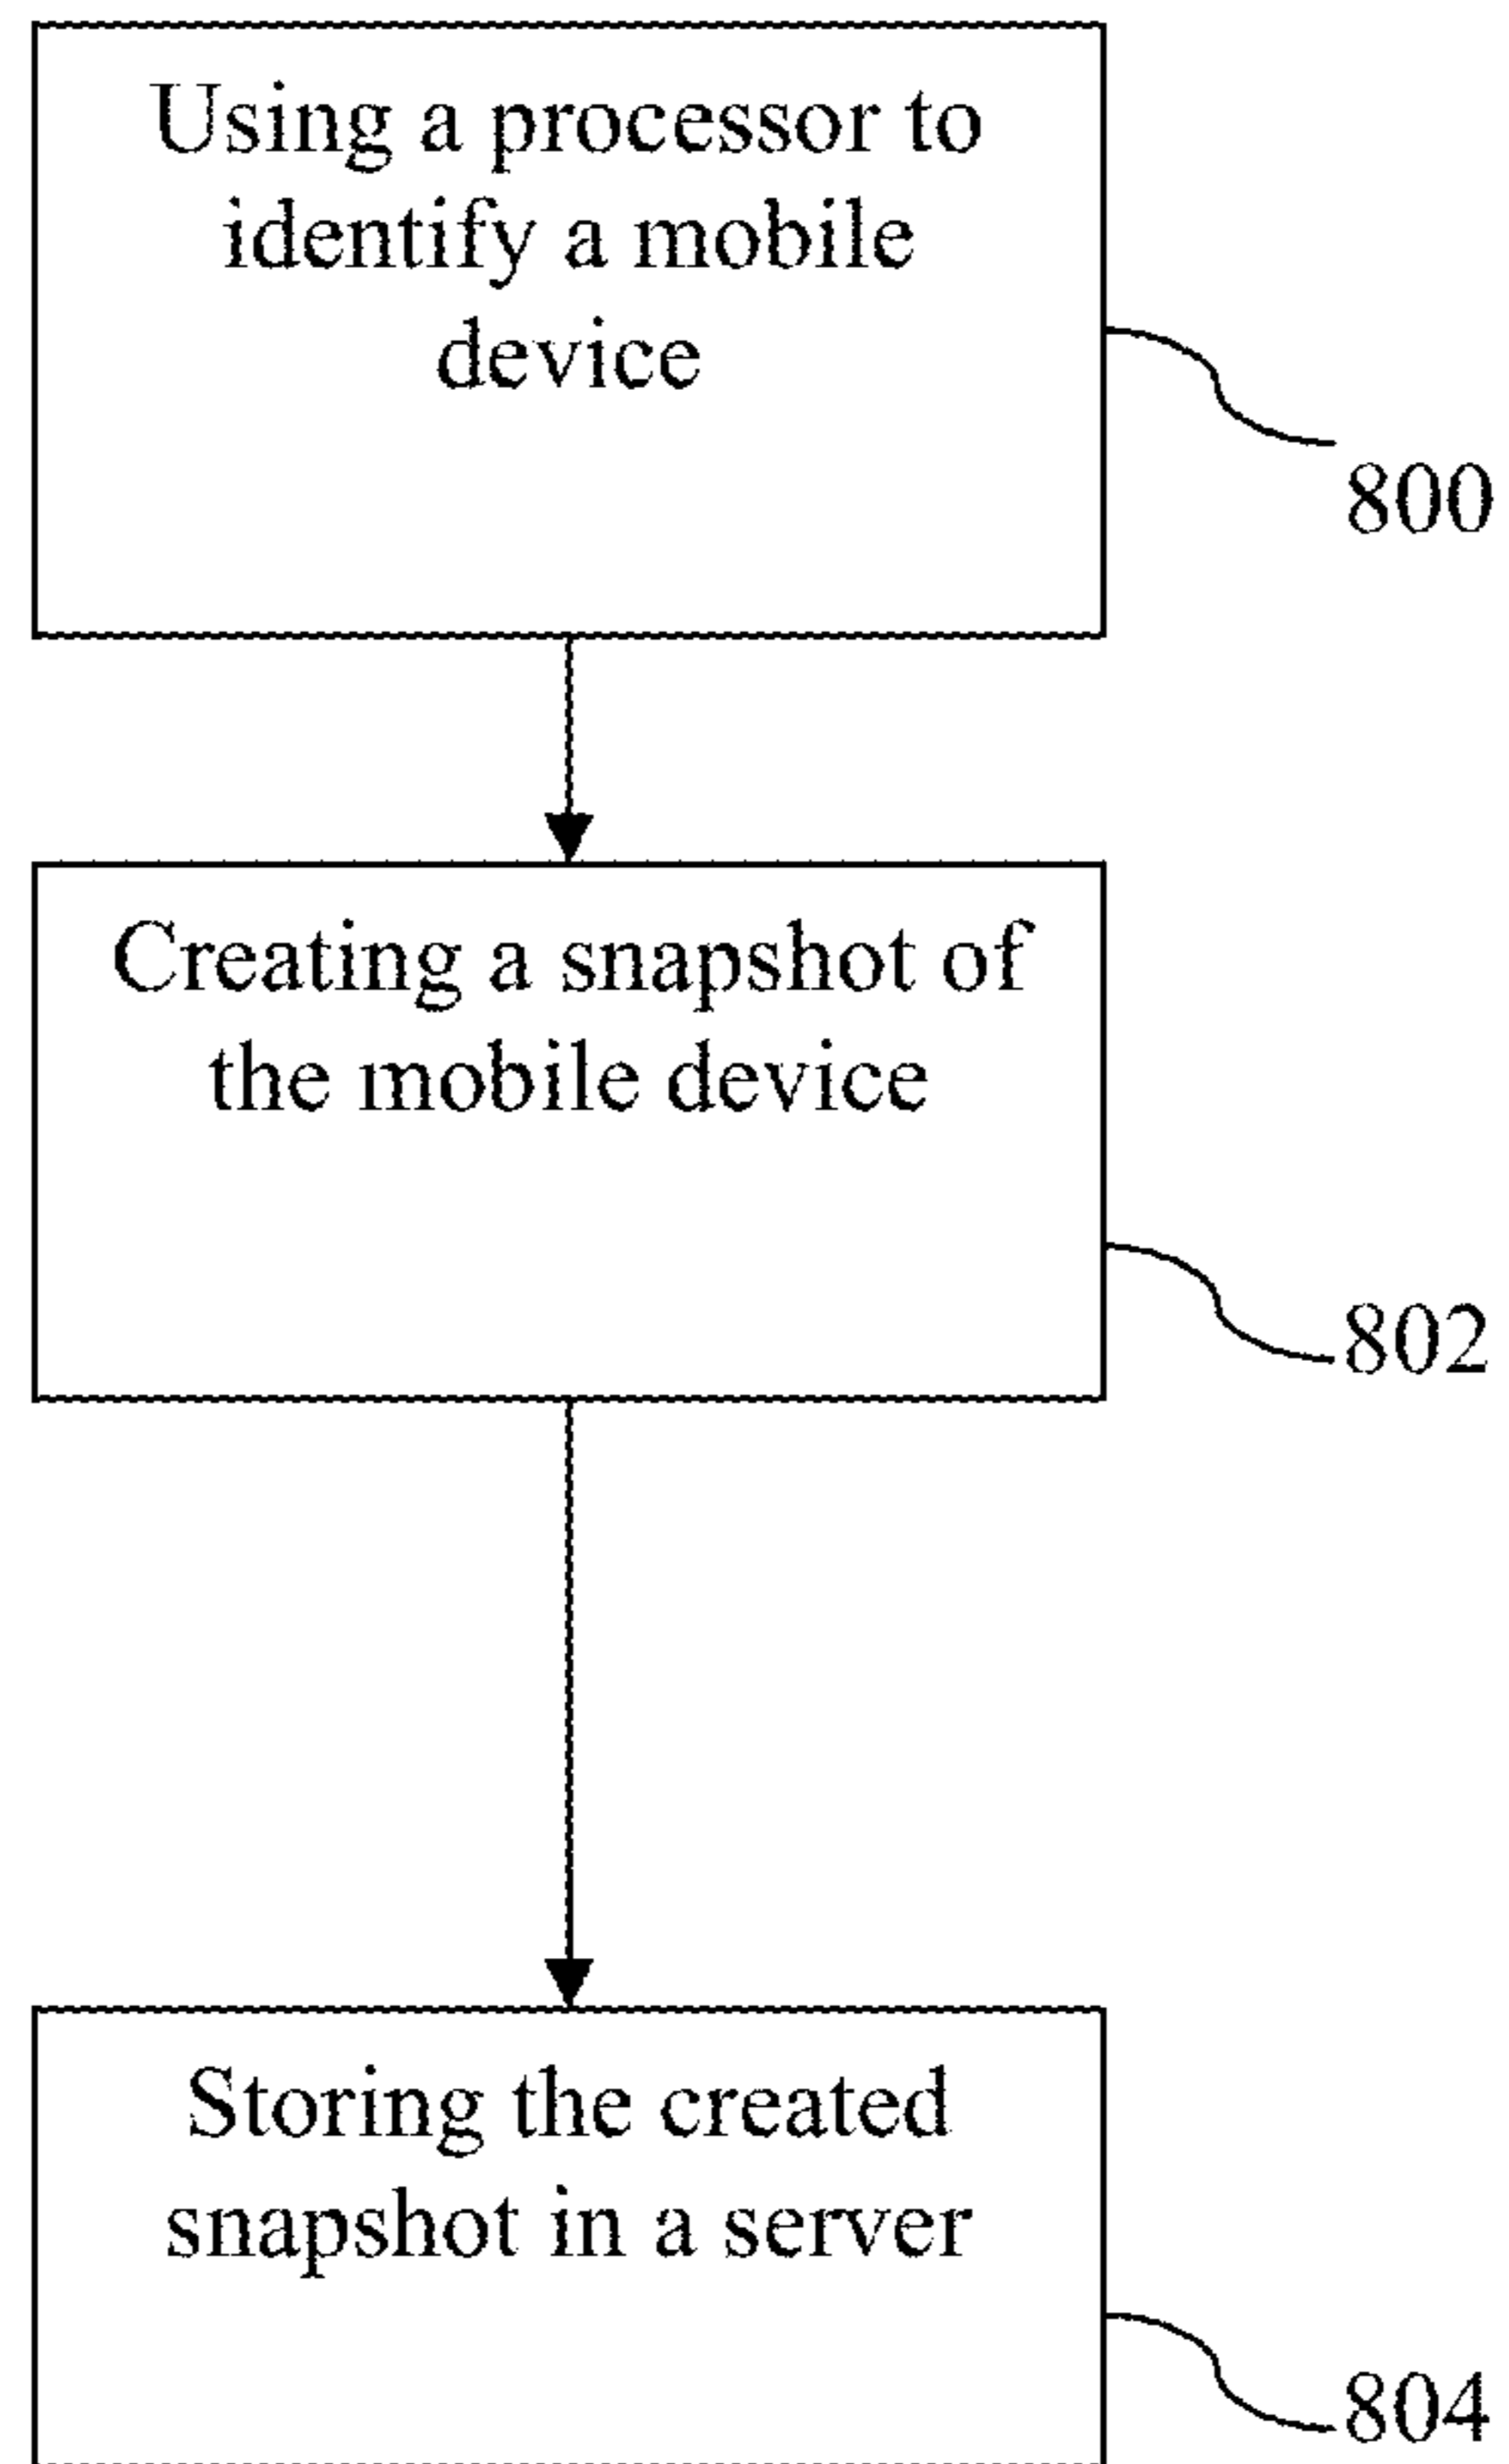 Using a processor to
identify a mobile
device
800
Creating a snapshot of
the mobile device
802
Storing the created
snapshot in a server
804